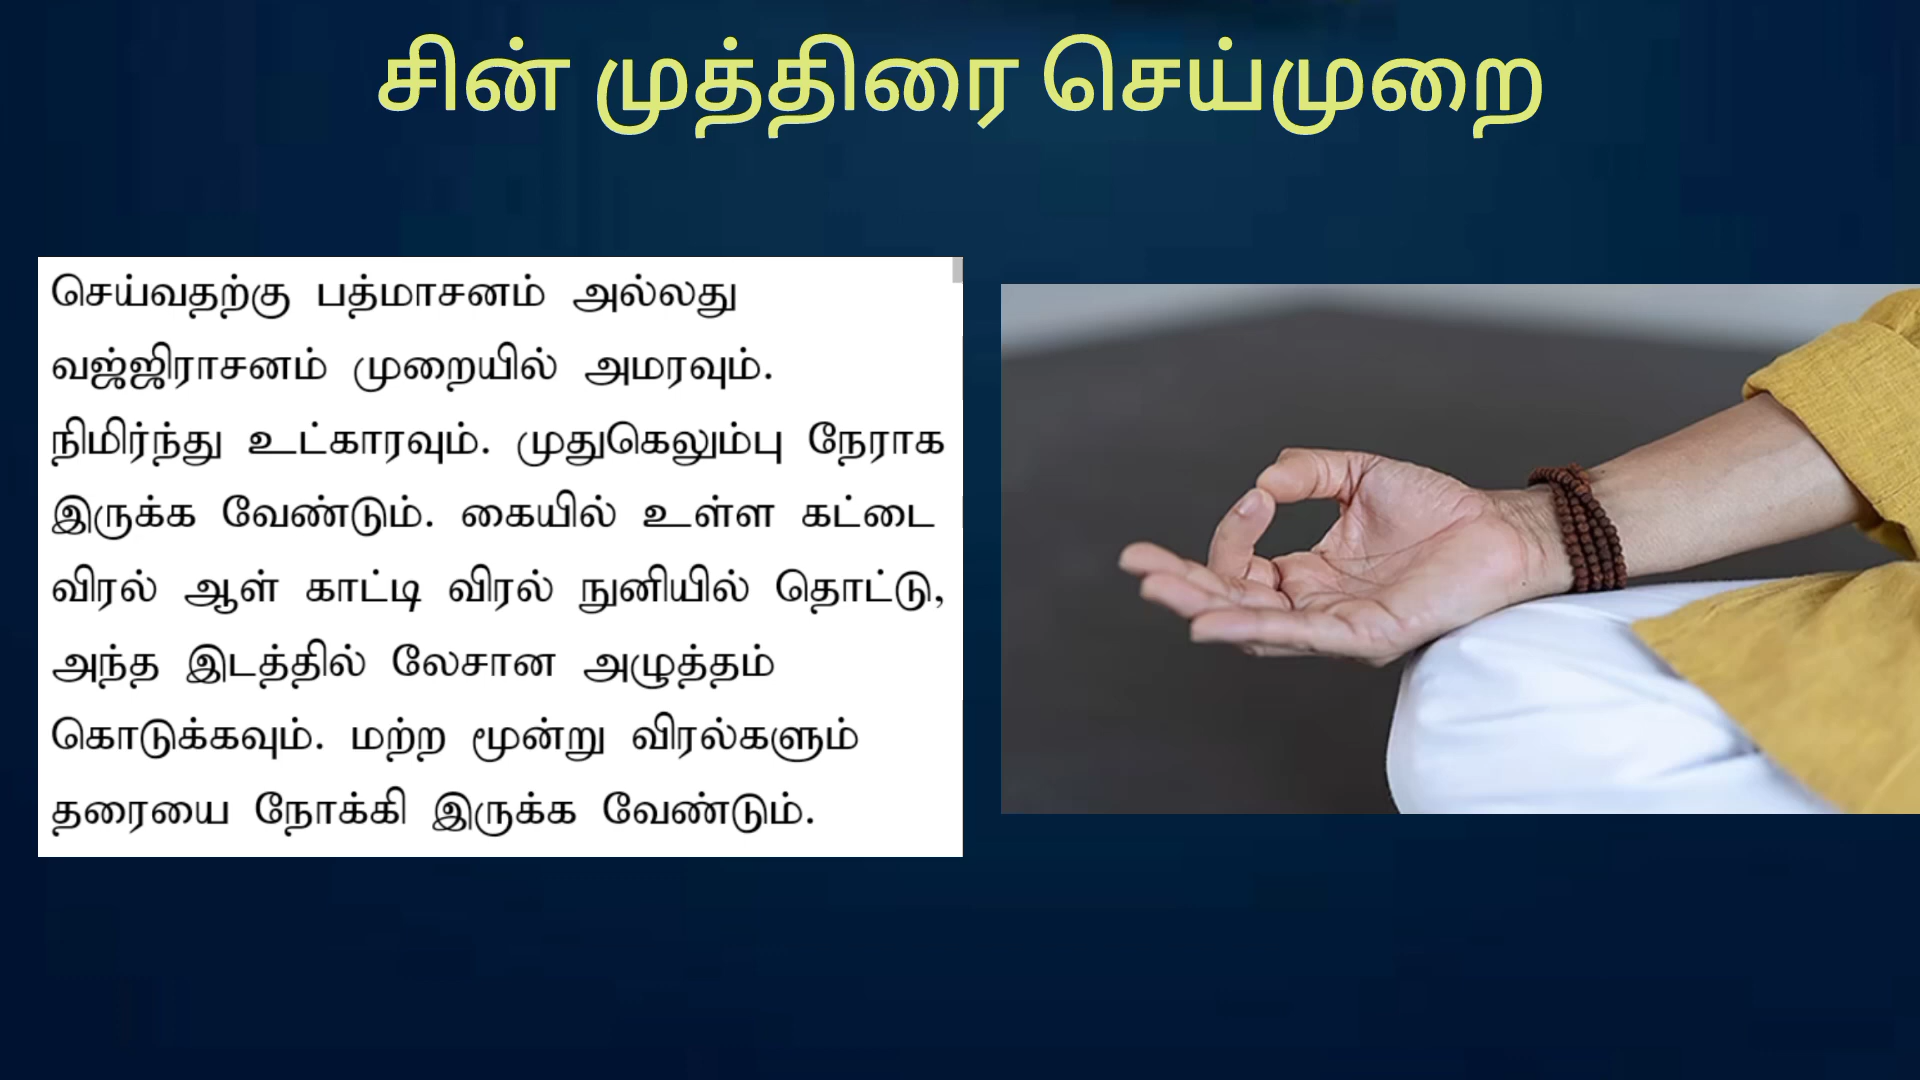 சின் முத்திரை செய்முறை
செய்வதற்கு பத்மாசனம் அல்லது
வஜ்ஜிராசனம் முறையில் அமரவும்.
நிமிர்ந்து உட்காரவும். முதுகெலும்பு நேராக
இருக்க வேண்டும். கையில் உள்ள கட்டை
விரல் ஆள் காட்டி விரல் நுனியில் தொட்டு,
அந்த இடத்தில் லேசான அழுத்தம்
கொடுக்கவும். மற்ற மூன்று விரல்களும்
தரையை நோக்கி இருக்க வேண்டும்.